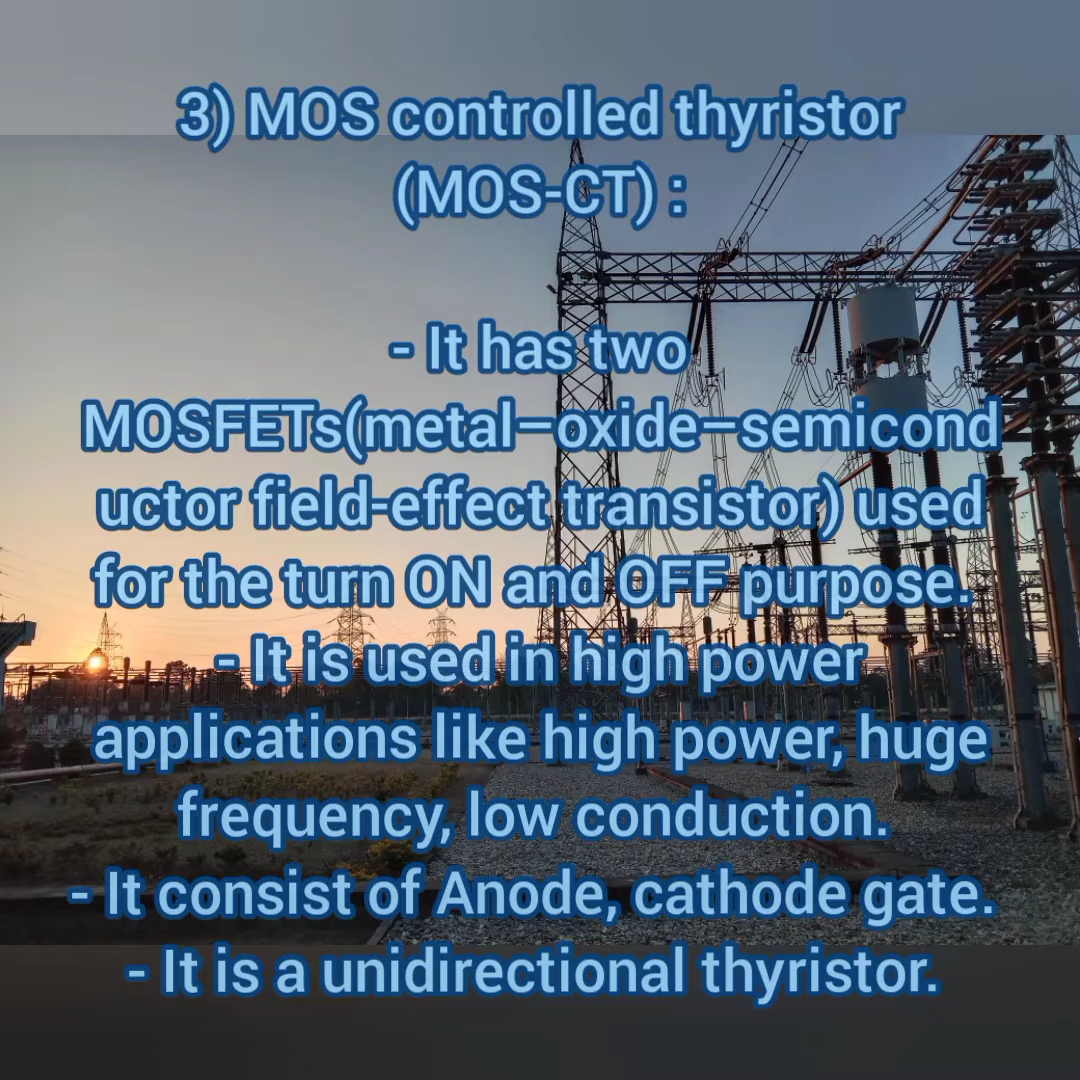 3) MOS controlled thyristor
(MOS-CT) :
- It has two
MOSFETs(metal–oxide–semicond
uctor field-effect transistor) used
for the turn ON and OFF purpose.
- It is used in high power
applications like high power, huge
frequency, low conduction.
- It consist of Anode, cathode gate.
- It is a unidirectional thyristor.